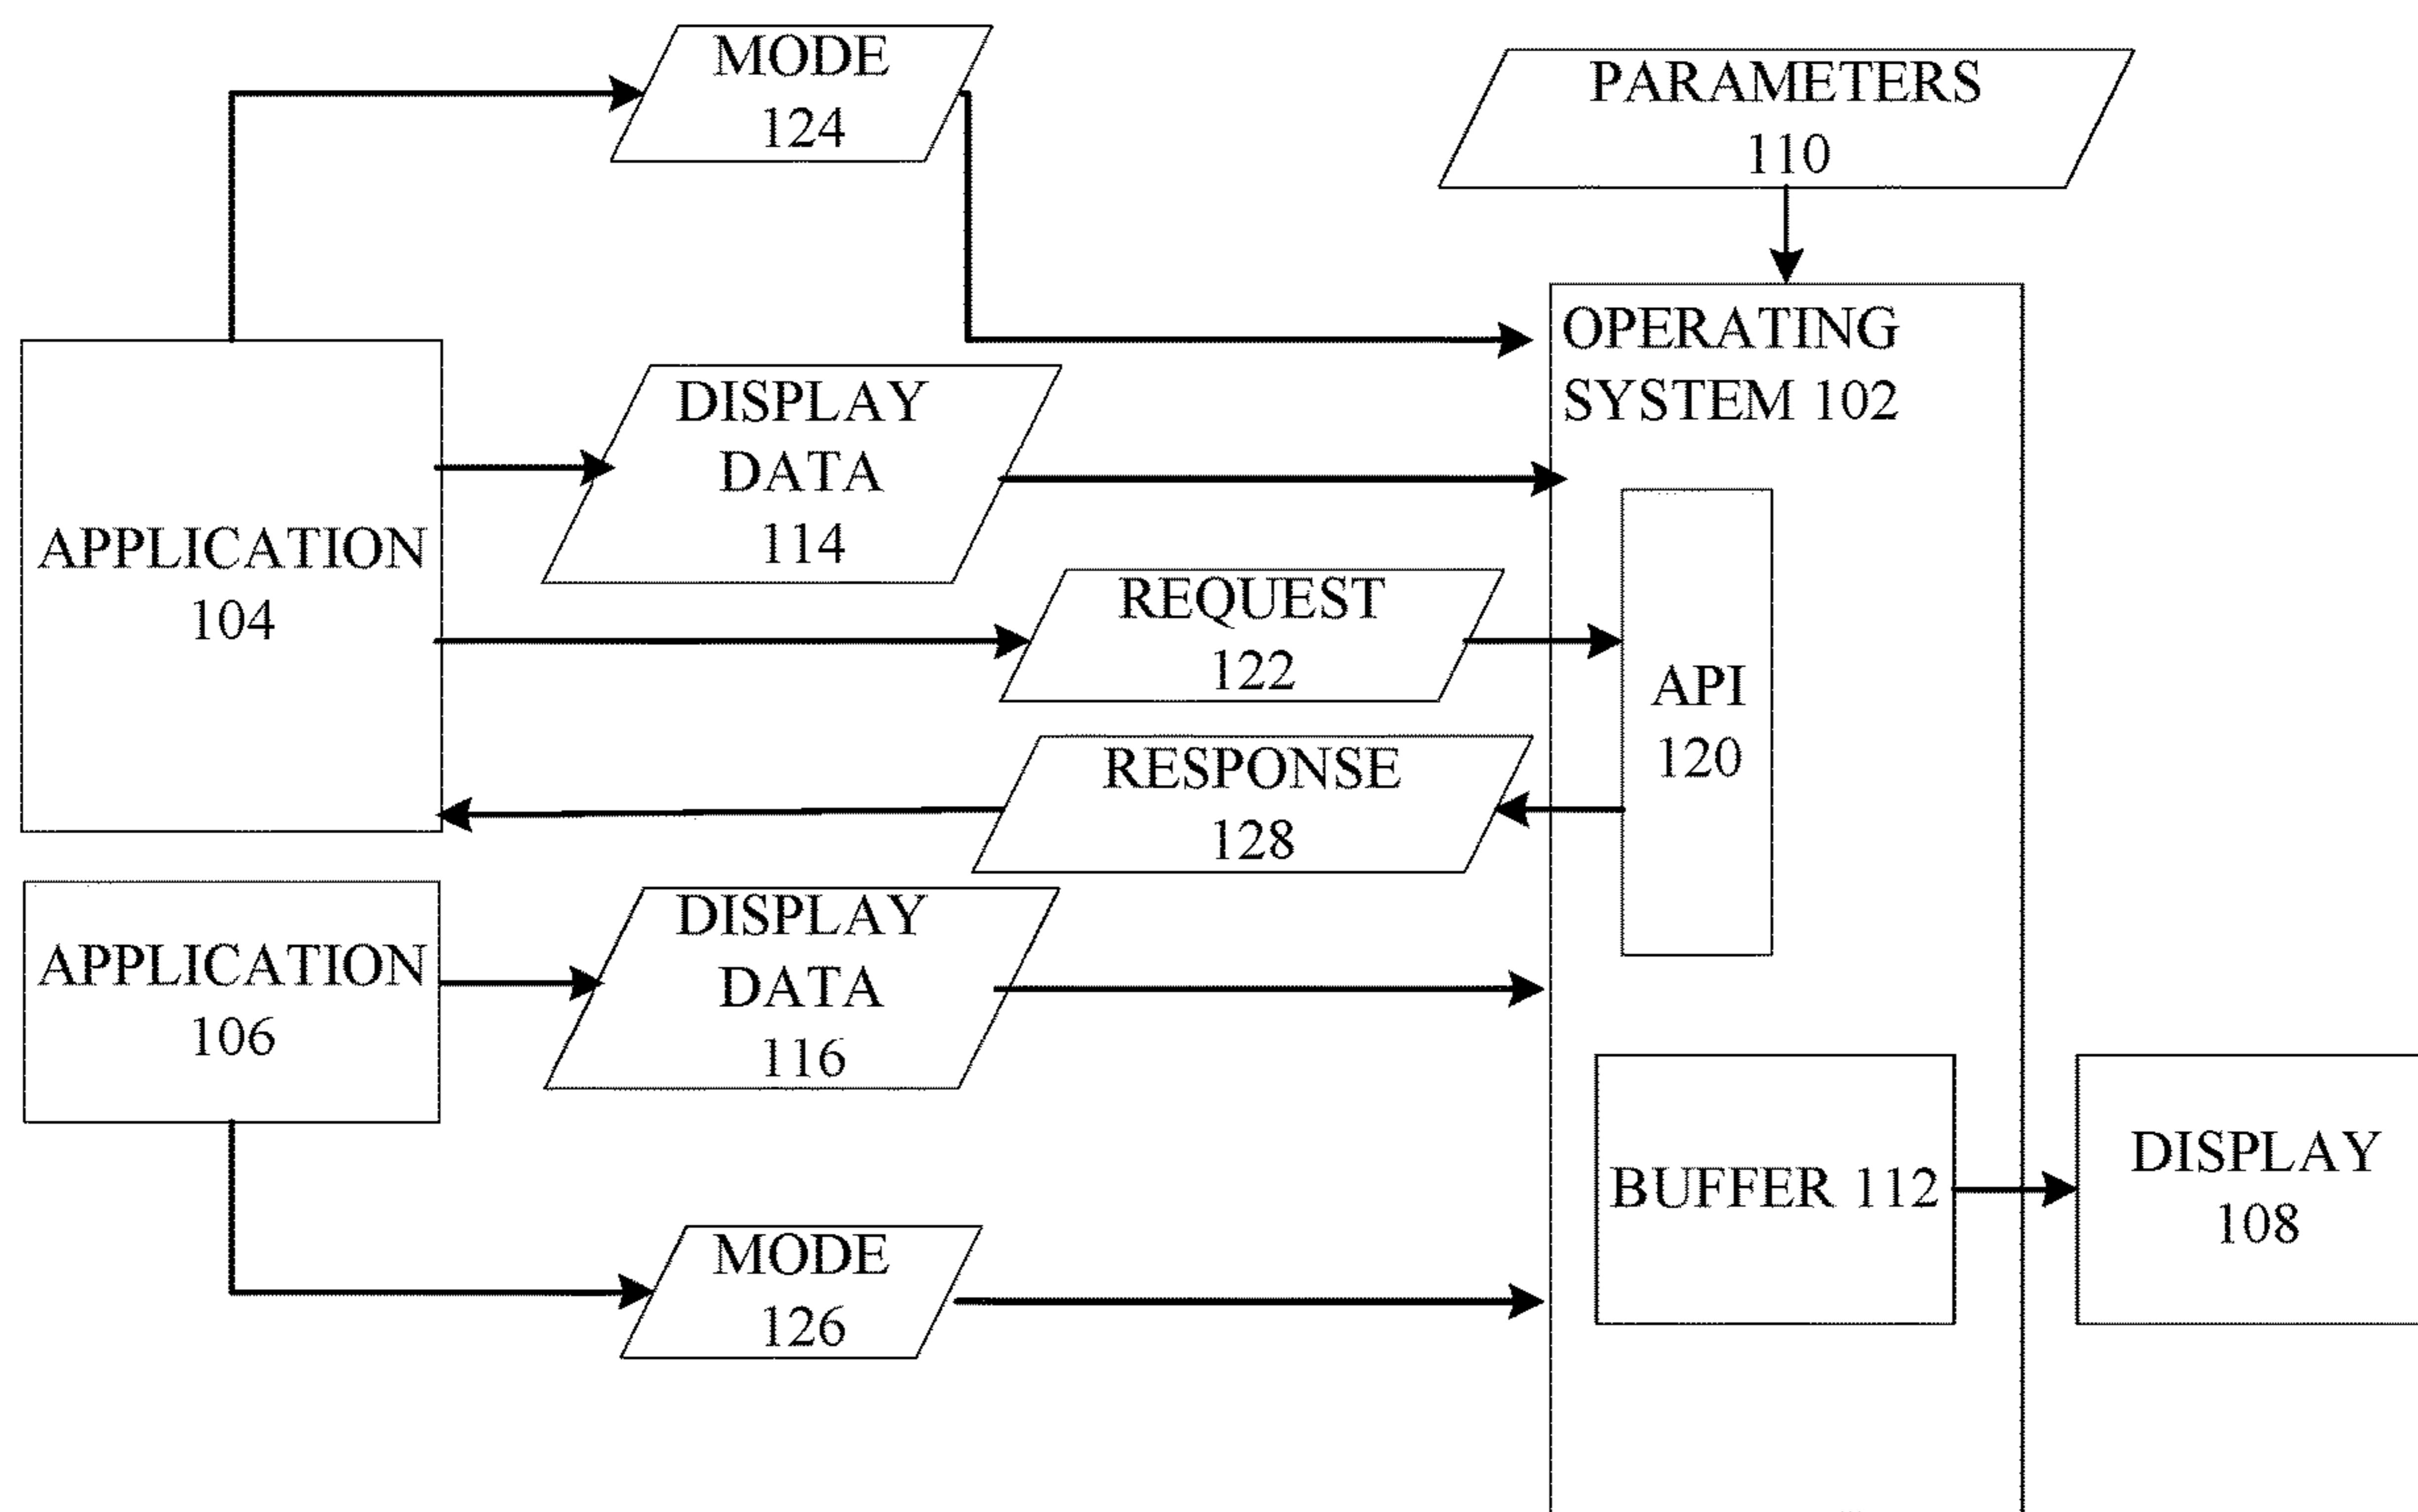 MODE
124
PARAMETERS
110
OPERATING
SYSTEM 102
DISPLAY
DATA
114
APPLICATION
104
REQUEST
122
API
120
RESPONSE
128
DISPLAY
DATA
116
APPLICATION
106
BUFFER 112
DISPLAY
108
MODE
126